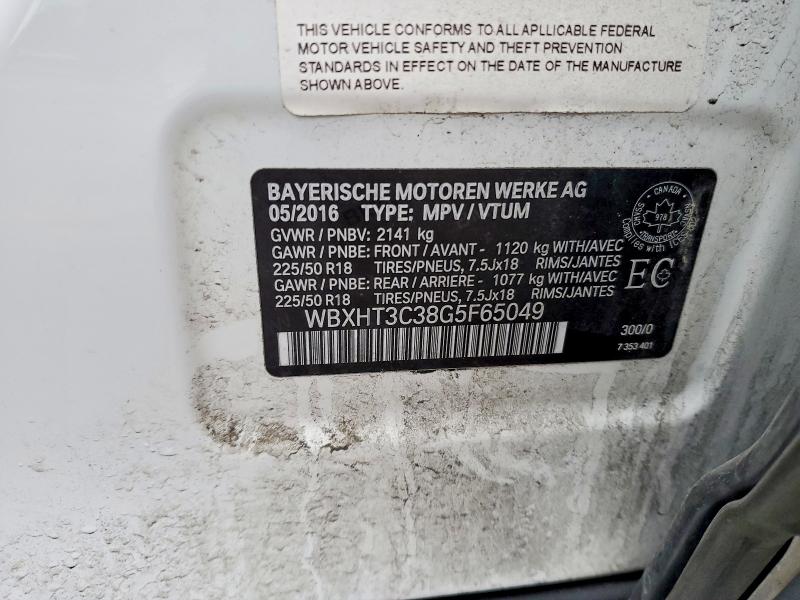 THIS VEHICLE CONFORMS TO ALL APLLICABLE FEDERAL
MOTOR VEHICLE SAFETY AND THEFT PREVENTION
STANDARDS IN EFFECT ON THE DATE OF THE MANUFACTURE
SHOWN ABOVE.
BAYERISCHE MOTOREN WERKE AG
05/2016 TYPE: MPV / VTUM
GVWR / PNBV: 2141 kg
GAWR / PNBE: FRONT / AVANT - 1120 kg WITH/AVEC
225/50 R18 TIRES/PNEUS, 7.5Jx18 RIMS/JANTES
GAWR / PNBE: REAR / ARRIERE - 1077 kg WITH/AVEC
225/50 R18 TIRES/PNEUS, 7.5Jx18 RIMS/JANTES
WBXHT3C38G5F65049
CANADA
978
TRANSPORT
EC
300/0
7 353 401